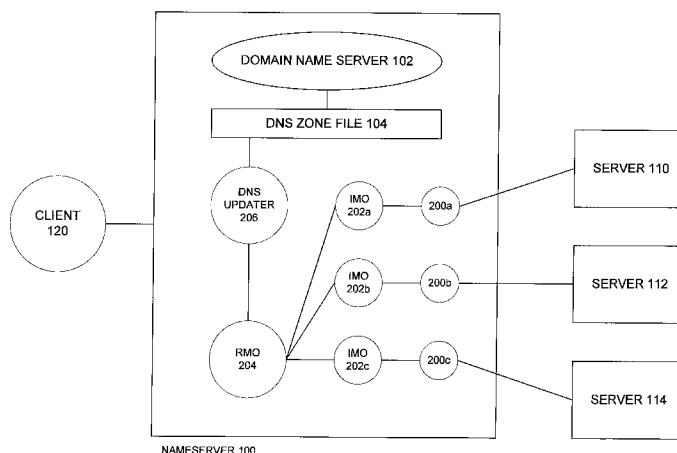 DOMAIN NAME SERVER 102
DNS ZONE FILE 104
DNS
UPDATER
206
CLIENT
120
IMO
202a
200a
SERVER 110
IMO
202b
200b
SERVER 112
RMO
204
IMO
202c
200c
SERVER 114
NAMESERVER 100